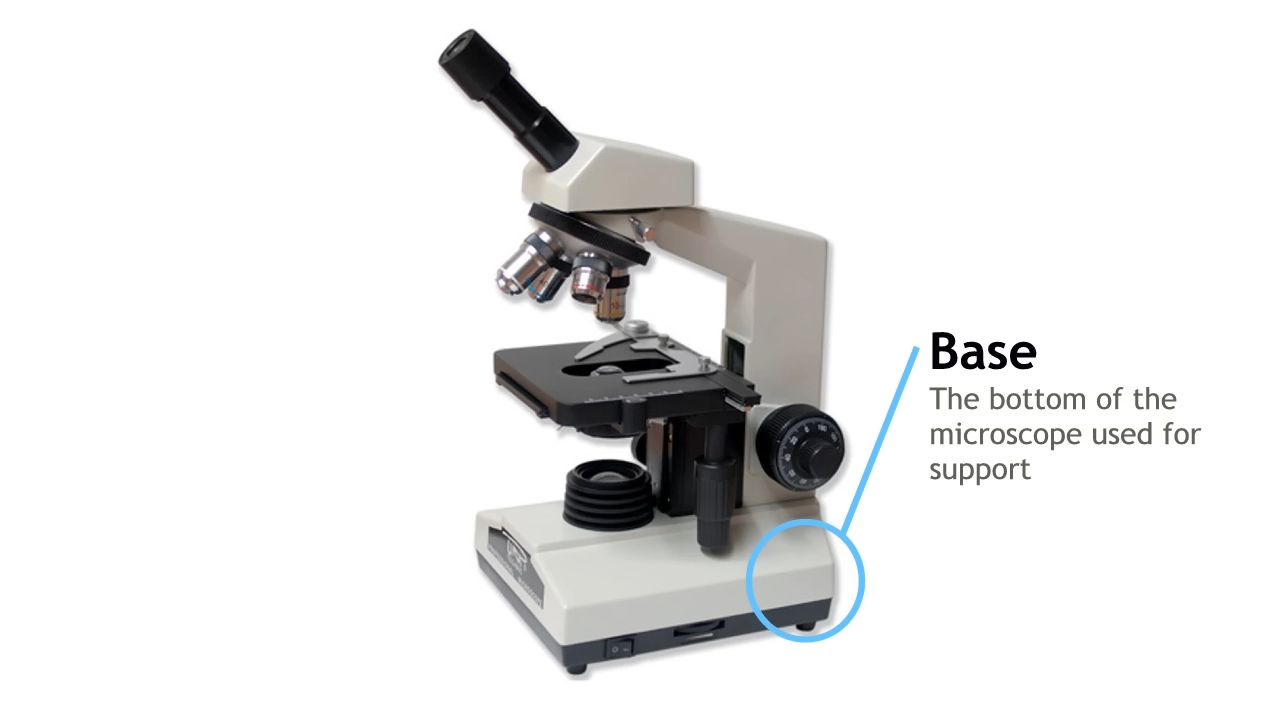 Base
The bottom of the
microscope used for
support